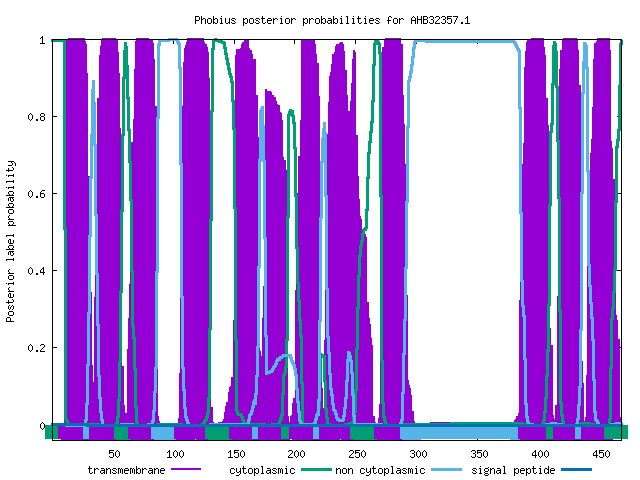 Phobius posterior probabilities for AHB32357.1
1
0.8
0.6
0.4
0.2
0
Posterior label probability
50 100 150 200 250 300 350 400 450
transmembrane cytoplasmic non cytoplasmic signal peptide